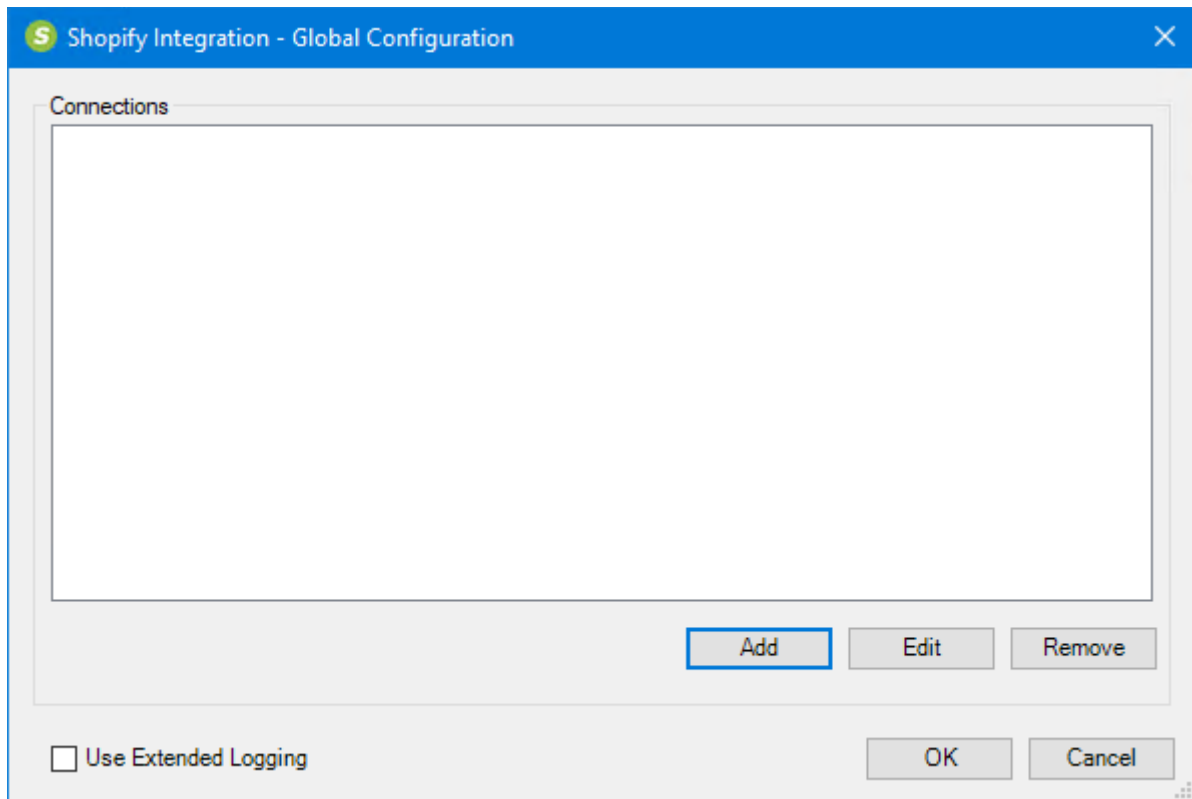 S Shopify Integration - Global Configuration
Connections
Add Edit Remove
Use Extended Logging OK Cancel